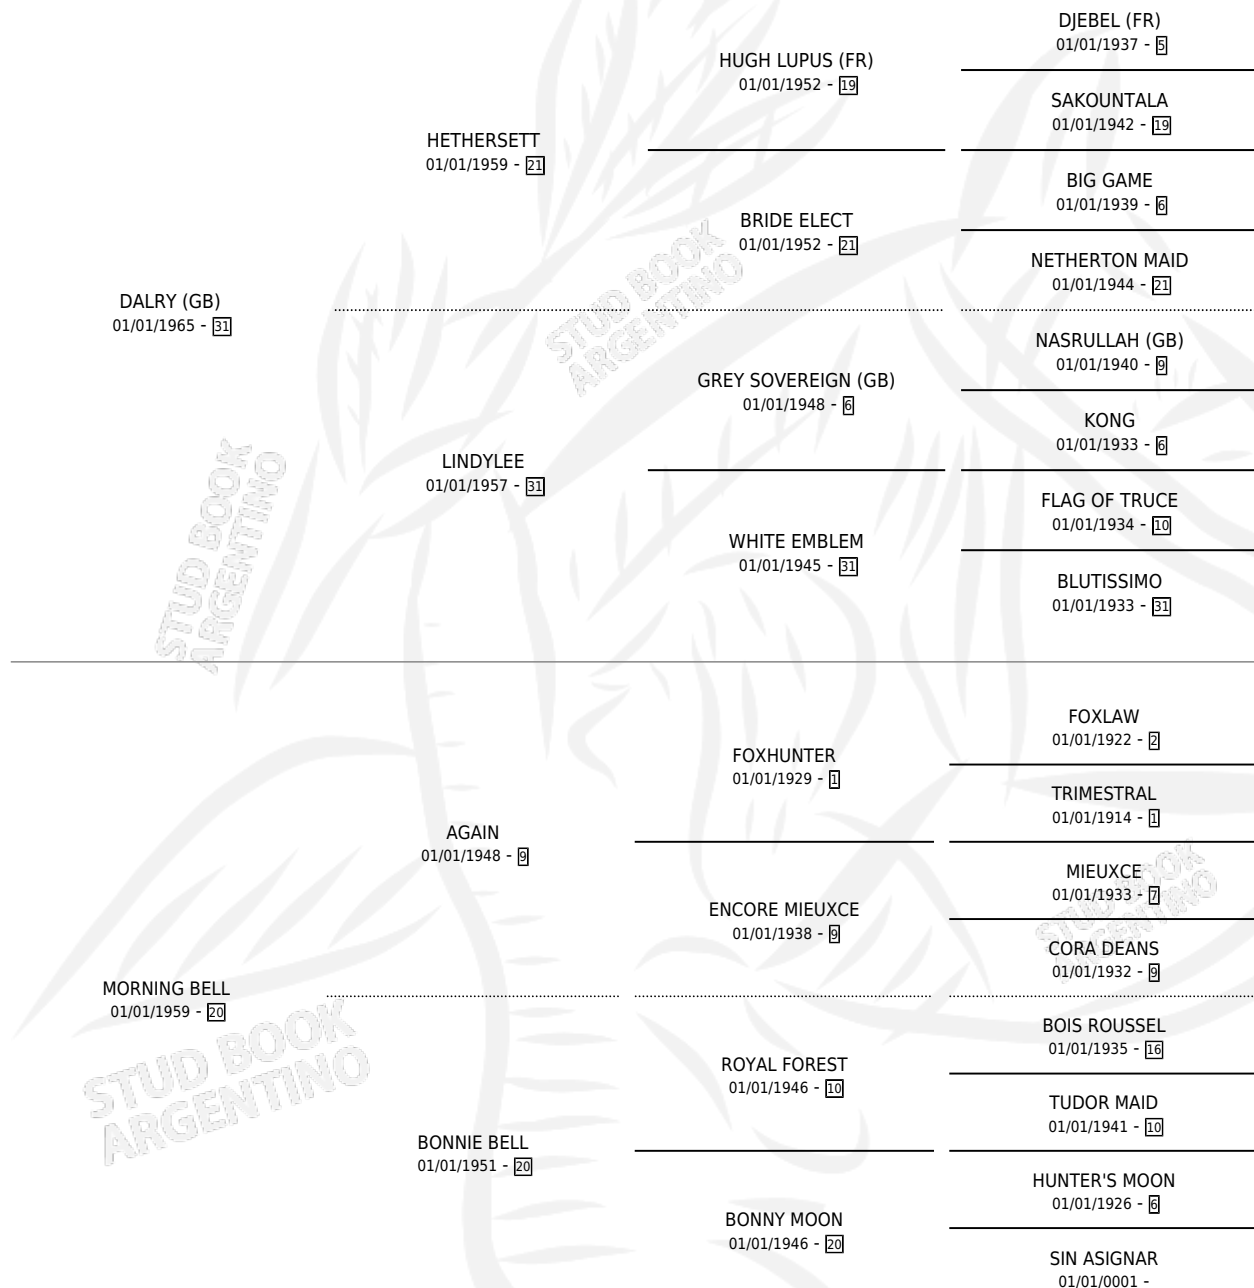 DJEBEL (FR)
01/01/1937 - 5
HUGH LUPUS (FR)
01/01/1952 - 19
SAKOUNTALA
01/01/1942 - 19
HETHERSETT
01/01/1959 - 21
BIG GAME
01/01/1939 - 6
BRIDE ELECT
01/01/1952 - 21
NETHERTON MAID
01/01/1944 - 21
DALRY (GB)
01/01/1965 - 31
STUD BOOK
ARGENTINO
NASRULLAH (GB)
01/01/1940 - 9
GREY SOVEREIGN (GB)
01/01/1948 - 6
KONG
01/01/1933 - 6
LINDYLEE
01/01/1957 - 31
FLAG OF TRUCE
01/01/1934 - 10
WHITE EMBLEM
01/01/1945 - 31
BLUTISSIMO
01/01/1933 - 31
STUD BOOK
ARGENTINO
FOXLAW
01/01/1922 - 2
FOXHUNTER
01/01/1929 - 1
TRIMESTRAL
01/01/1914 - 1
AGAIN
01/01/1948 - 9
MIEUXCE
01/01/1933 - 7
ENCORE MIEUXCE
01/01/1938 - 9
CORA DEANS
01/01/1932 - 9
STUD BOOK
ARGENTINO
MORNING BELL
01/01/1959 - 20
BOIS ROUSSEL
01/01/1935 - 16
ROYAL FOREST
01/01/1946 - 10
TUDOR MAID
01/01/1941 - 10
STUD BOOK
ARGENTINO
BONNIE BELL
01/01/1951 - 20
HUNTER'S MOON
01/01/1926 - 6
BONNY MOON
01/01/1946 - 20
SIN ASIGNAR
01/01/0001 -